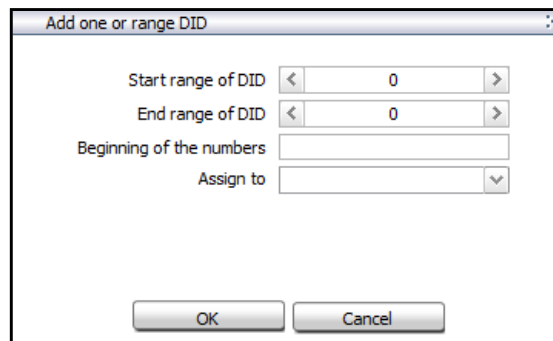 Add one or range DID
Start range of DID < 0 >
End range of DID < 0 >
Beginning of the numbers
Assign to
OK Cancel